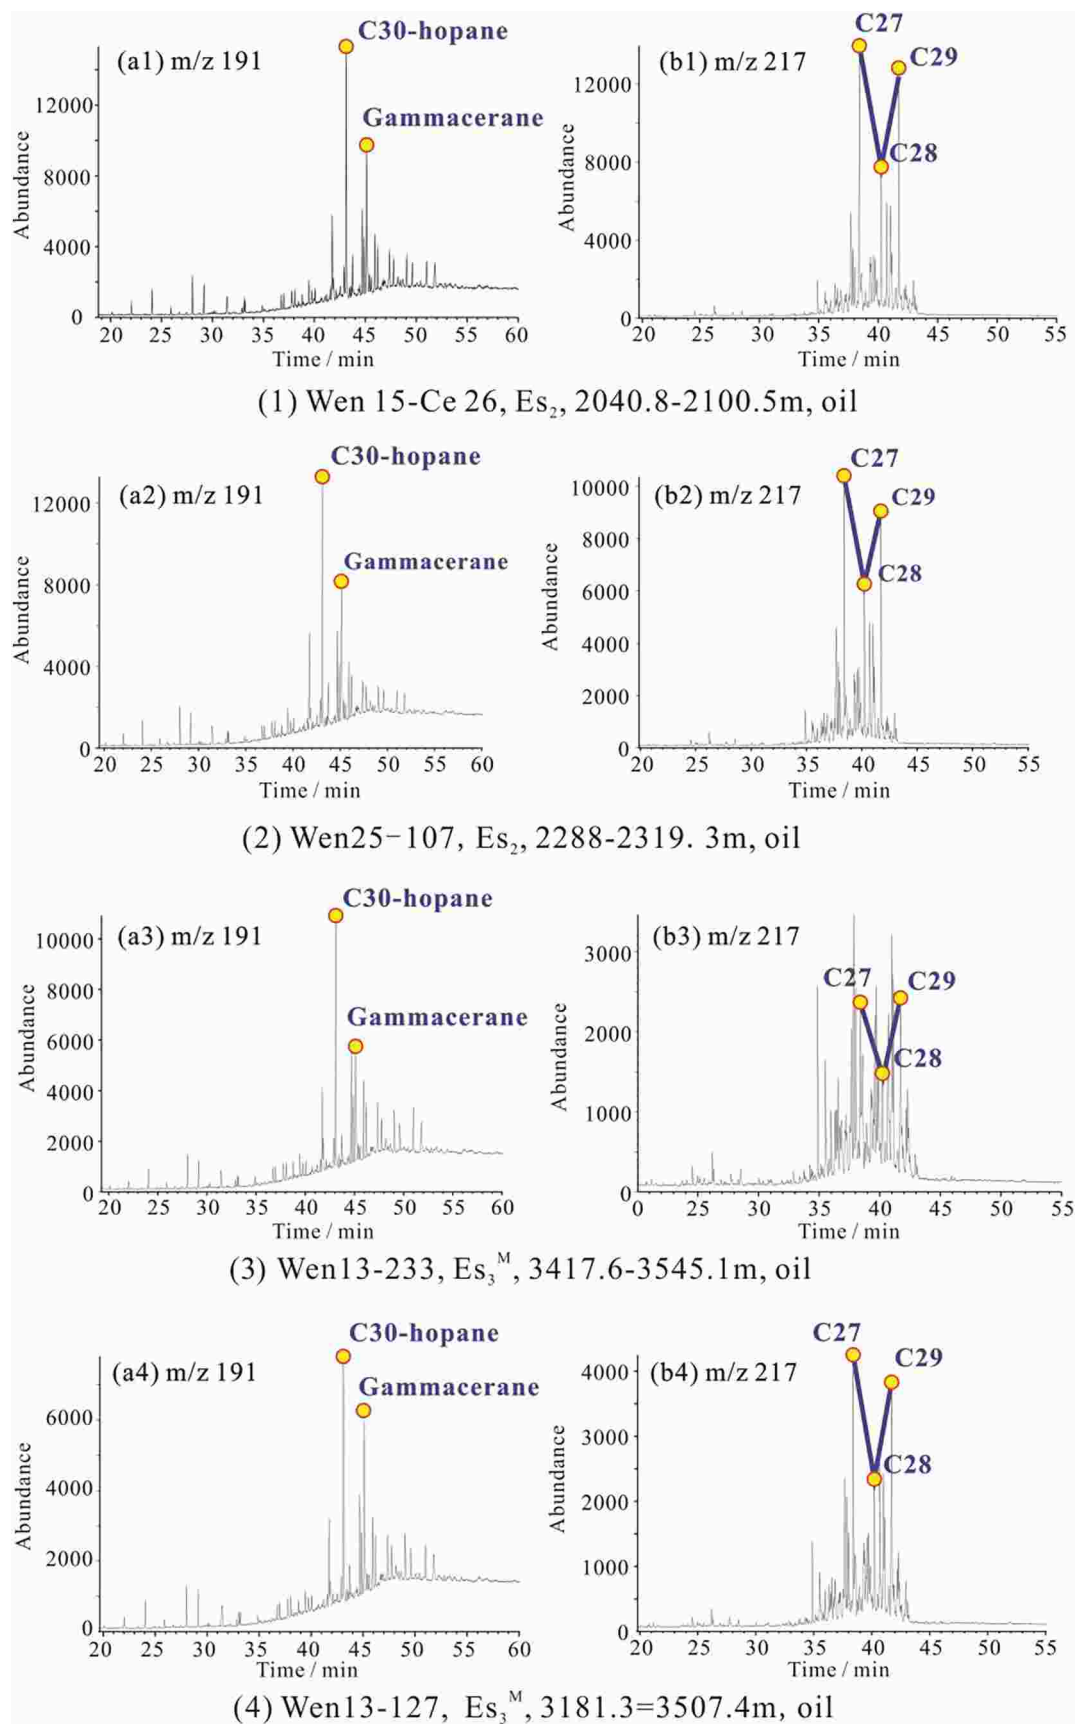 C30-hopane
(a1) m/z 191
Gammacerane
12000
8000
4000
0
Abundance
20 25 30 35 40 45 50 55 60
Time / min
C27
(b1) m/z 217
C29
C28
12000
8000
4000
0
Abundance
20 25 30 35 40 45 50 55
Time / min
(1) Wen 15-Ce 26, Es₂, 2040.8-2100.5m, oil
C30-hopane
(a2) m/z 191
Gammacerane
12000
8000
4000
0
Abundance
20 25 30 35 40 45 50 55 60
Time / min
C27
(b2) m/z 217
C29
C28
10000
8000
6000
4000
2000
0
Abundance
20 25 30 35 40 45 50 55
Time / min
(2) Wen25-107, Es₂, 2288-2319. 3m, oil
C30-hopane
(a3) m/z 191
Gammacerane
10000
8000
6000
4000
2000
0
Abundance
20 25 30 35 40 45 50 55 60
Time / min
(b3) m/z 217
C27
C29
C28
3000
2000
1000
0
Abundance
0 25 30 35 40 45 50 55
Time / min
(3) Wen13-233, Es₃ᴹ, 3417.6-3545.1m, oil
C30-hopane
(a4) m/z 191
Gammacerane
6000
4000
2000
0
Abundance
20 25 30 35 40 45 50 55 60
Time / min
C27
(b4) m/z 217
C29
C28
4000
3000
2000
1000
0
Abundance
20 25 30 35 40 45 50 55
Time / min
(4) Wen13-127, Es₃ᴹ, 3181.3=3507.4m, oil